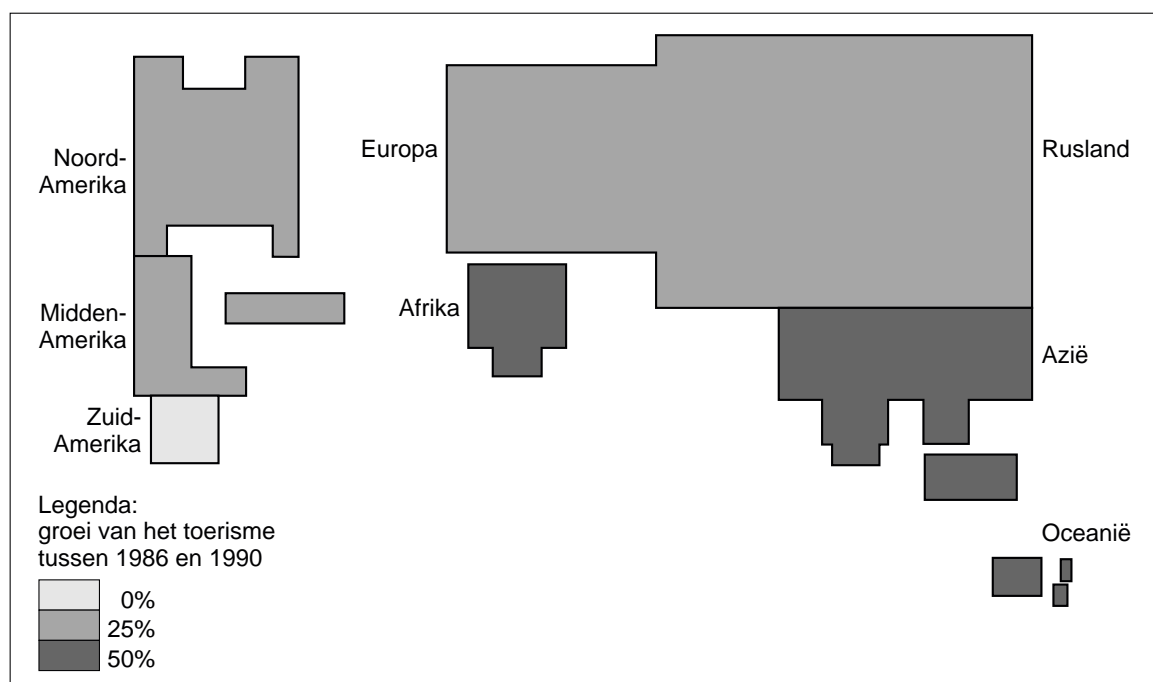 Noord-
Amerika
Europa
Rusland
Midden-
Amerika
Afrika
Azië
Zuid-
Amerika
Legenda:
groei van het toerisme
tussen 1986 en 1990
0%
25%
50%
Oceanië